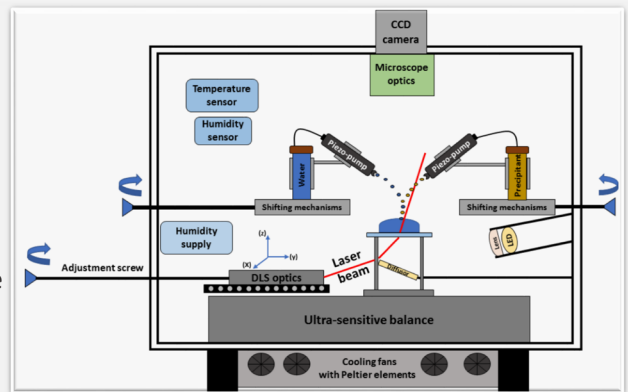 CCD
camera
Microscope
optics
Temperature
sensor
Humidity
sensor
Piezo-pump
Piezo-pump
Water
Precipitant
Shifting mechanisms
Shifting mechanisms
Humidity
supply
(z)
(y)
(X)
LED
Lens
Laser
beam
Adjustment screw
DLS optics
Diffusor
Ultra-sensitive balance
Cooling fans
with Peltier elements
e